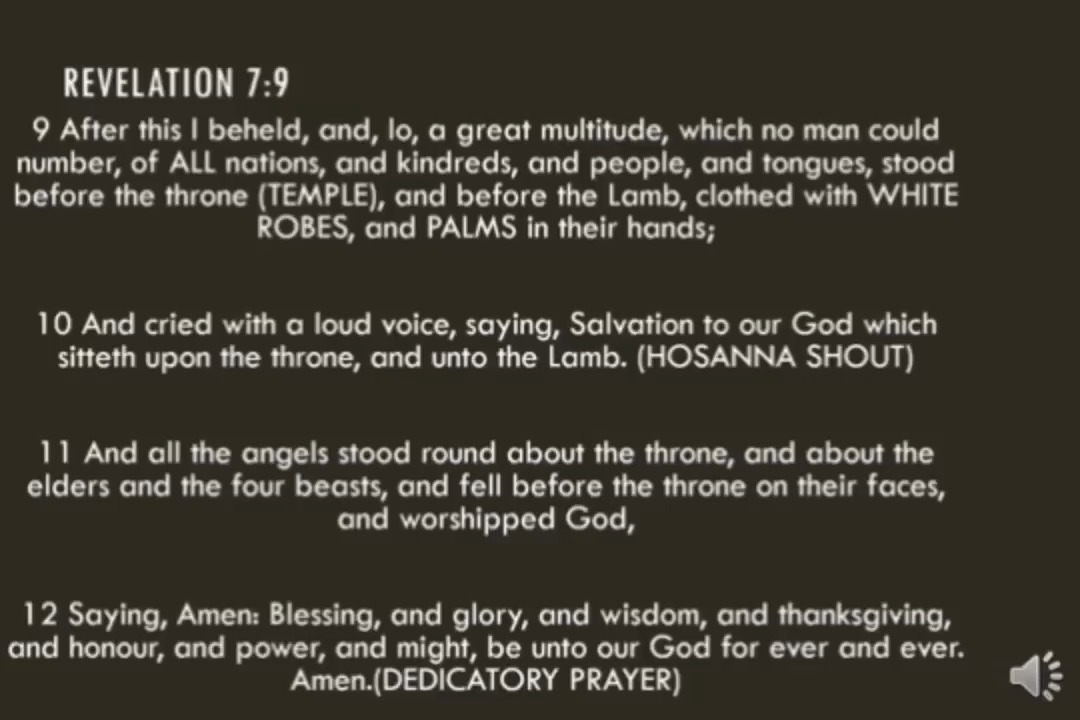 REVELATION 7:9
9 After this I beheld, and, lo, a great multitude, which no man could
number, of ALL nations, and kindreds, and people, and tongues, stood
before the throne (TEMPLE), and before the Lamb, clothed with WHITE
ROBES, and PALMS in their hands;
10 And cried with a loud voice, saying, Salvation to our God which
sitteth upon the throne, and unto the Lamb. (HOSANNA SHOUT)
11 And all the angels stood round about the throne, and about the
elders and the four beasts, and fell before the throne on their faces,
and worshipped God,
12 Saying, Amen: Blessing, and glory, and wisdom, and thanksgiving,
and honour, and power, and might, be unto our God for ever and ever.
Amen.(DEDICATORY PRAYER)